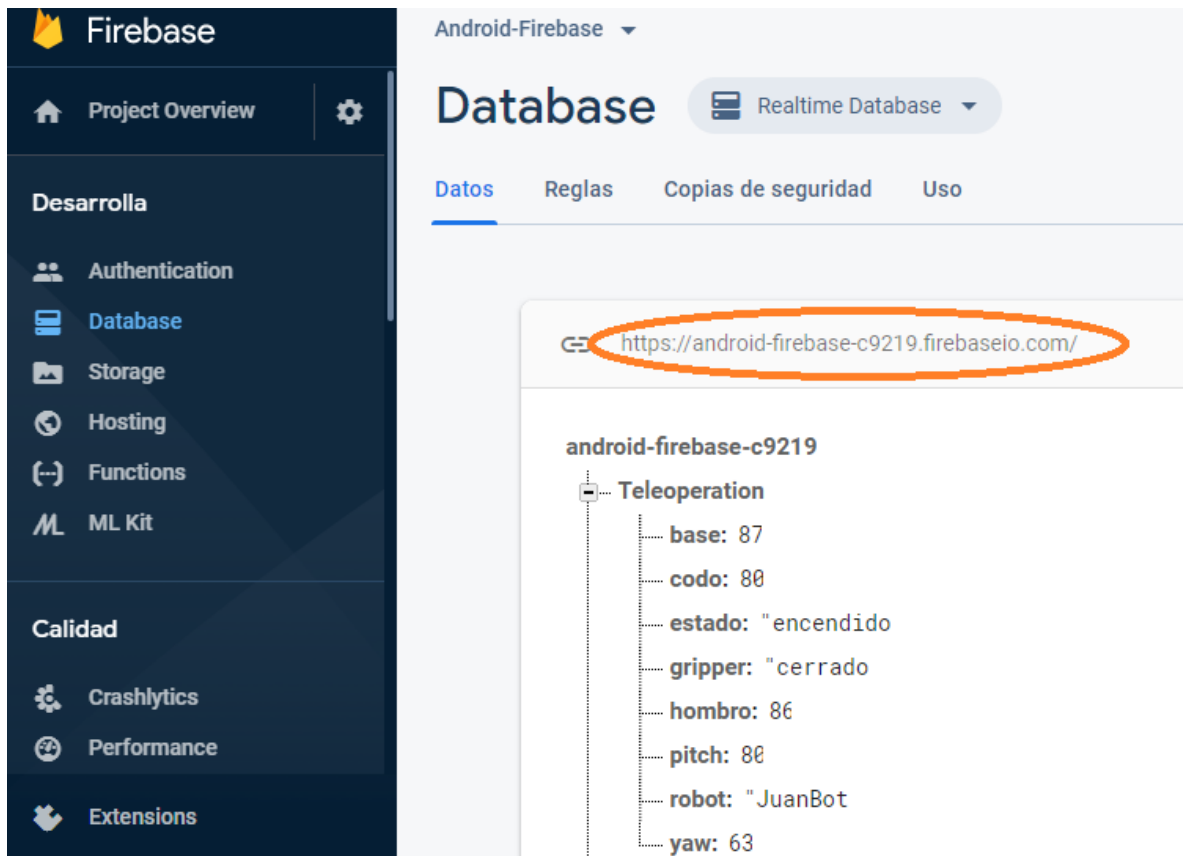 Firebase
Project Overview
Desarrolla
Authentication
Database
Storage
Hosting
Functions
ML Kit
Calidad
Crashlytics
Performance
Extensions
Android-Firebase
Database
Realtime Database
Datos Reglas Copias de seguridad Uso
https://android-firebase-c9219.firebaseio.com/
android-firebase-c9219
Teleoperation
base: 87
codo: 80
estado: "encendido
gripper: "cerrado
hombro: 86
pitch: 80
robot: "JuanBot
yaw: 63